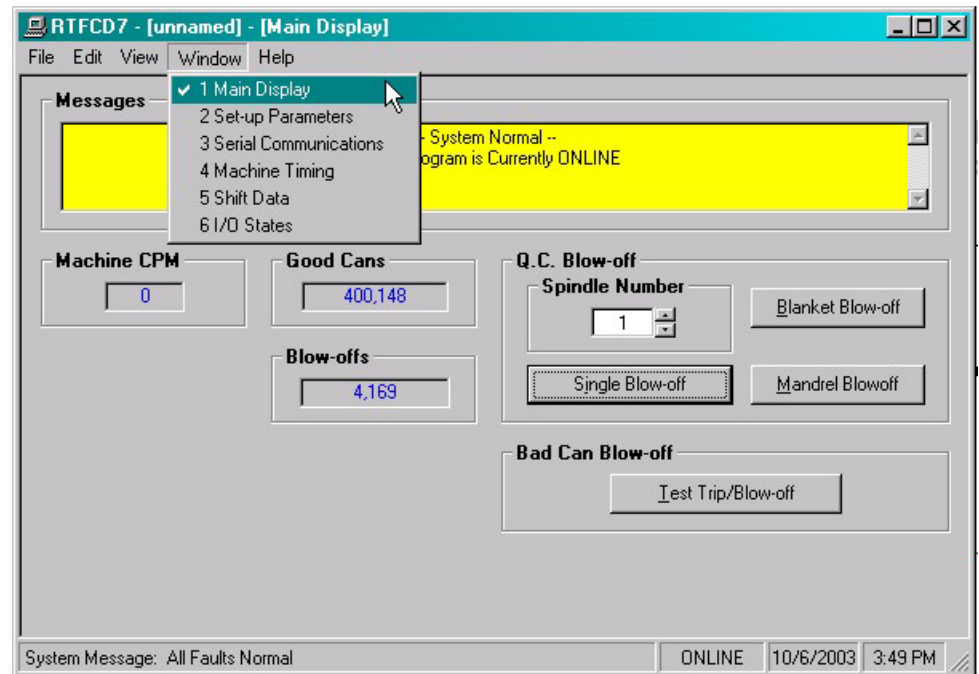 RTFCD7 - [unnamed] - [Main Display]
File Edit View Window Help
1 Main Display
2 Set-up Parameters
3 Serial Communications
4 Machine Timing
5 Shift Data
6 I/O States
Messages
- System Normal --
ogram is Currently ONLINE
Machine CPM
0
Good Cans
400,148
Blow-offs
4,169
Q.C. Blow-off
Spindle Number
1
Blanket Blow-off
Single Blow-off
Mandrel Blowoff
Bad Can Blow-off
Test Trip/Blow-off
System Message: All Faults Normal
ONLINE
10/6/2003
3:49 PM